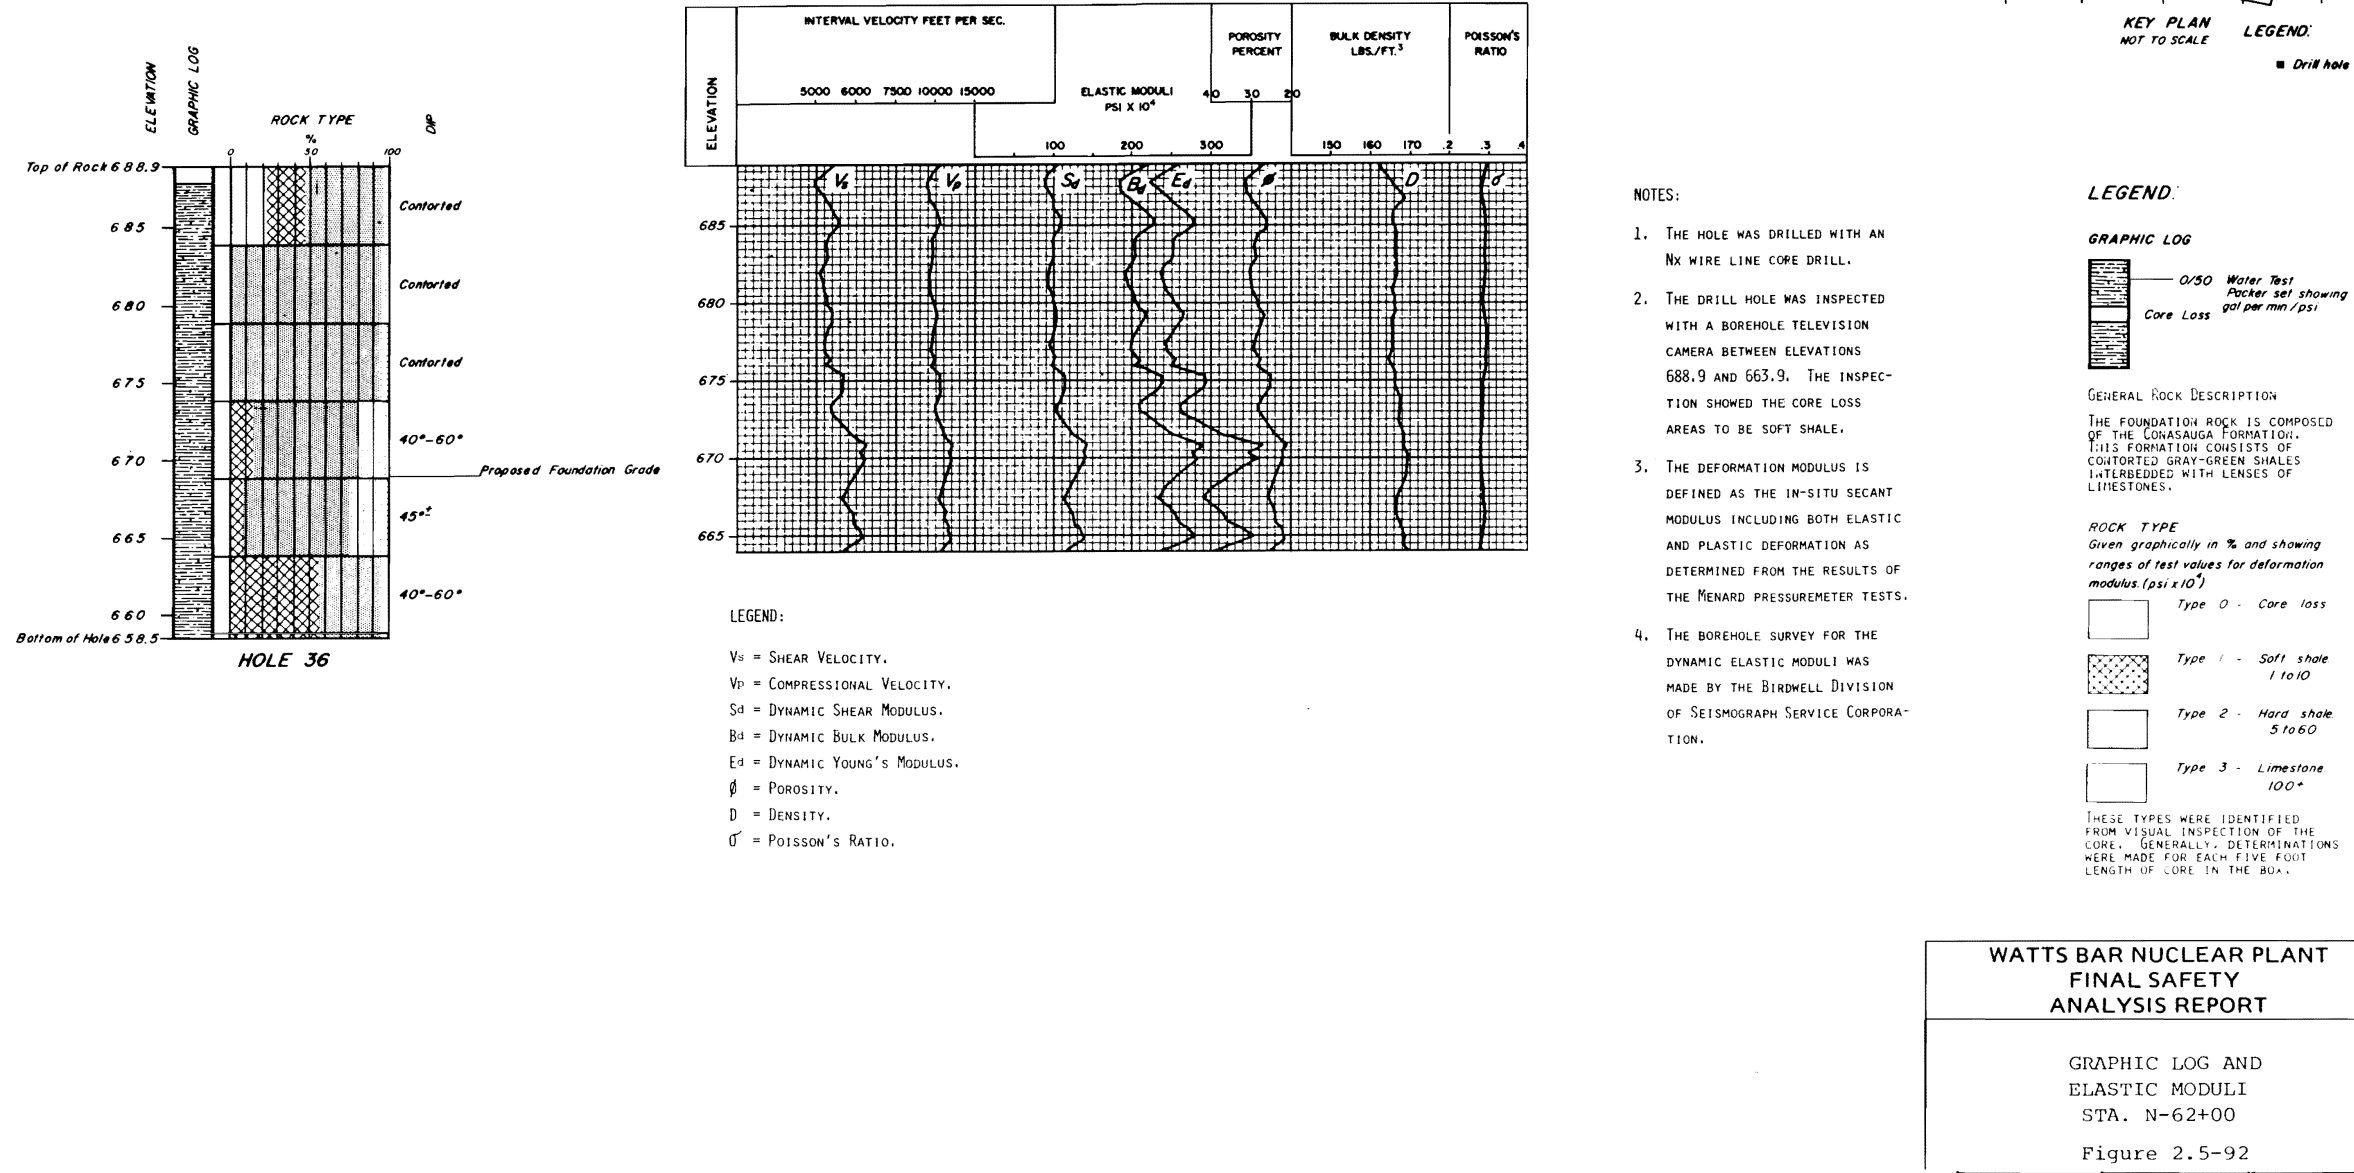 ELEVATION
GRAPHIC LOG
ROCK TYPE
%
0 50 100
DIP
Top of Rock 688.9
685
680
675
670
665
660
Bottom of Hole 658.5
Contorted
Contorted
Contorted
40°-60°
Proposed Foundation Grade
45°±
40°-60°
HOLE 36
ELEVATION
INTERVAL VELOCITY FEET PER SEC.
5000 6000 7500 10000 15000
ELASTIC MODULI
PSI X 10⁴
100 200 300
POROSITY
PERCENT
40 30 20
BULK DENSITY
LBS./FT.³
150 170
POISSON'S
RATIO
.2 .3 .4
Vs Vp Sd Bd Ed ϕ D σ
685
680
675
670
665
LEGEND:
Vs = SHEAR VELOCITY.
Vp = COMPRESSIONAL VELOCITY.
Sd = DYNAMIC SHEAR MODULUS.
Bd = DYNAMIC BULK MODULUS.
Ed = DYNAMIC YOUNG'S MODULUS.
ϕ = POROSITY.
D = DENSITY.
σ = POISSON'S RATIO.
NOTES:
1. THE HOLE WAS DRILLED WITH AN
NX WIRE LINE CORE DRILL.
2. THE DRILL HOLE WAS INSPECTED
WITH A BOREHOLE TELEVISION
CAMERA BETWEEN ELEVATIONS
688.9 AND 663.9. THE INSPEC-
TION SHOWED THE CORE LOSS
AREAS TO BE SOFT SHALE.
3. THE DEFORMATION MODULUS IS
DEFINED AS THE IN-SITU SECANT
MODULUS INCLUDING BOTH ELASTIC
AND PLASTIC DEFORMATION AS
DETERMINED FROM THE RESULTS OF
THE MENARD PRESSUREMETER TESTS.
4. THE BOREHOLE SURVEY FOR THE
DYNAMIC ELASTIC MODULI WAS
MADE BY THE BIRDWELL DIVISION
OF SEISMOGRAPH SERVICE CORPORA-
TION.
KEY PLAN
NOT TO SCALE
LEGEND:
■ Drill hole
LEGEND:
GRAPHIC LOG
0/50 Water Test
Packer set showing
gal per min/psi
Core Loss
GENERAL ROCK DESCRIPTION
THE FOUNDATION ROCK IS COMPOSED
OF THE CONASAUGA FORMATION.
THIS FORMATION CONSISTS OF
CONTORTED GRAY-GREEN SHALES
INTERBEDDED WITH LENSES OF
LIMESTONES.
ROCK TYPE
Given graphically in % and showing
ranges of test values for deformation
modulus. (psi x 10⁴)
Type 0 - Core loss
Type 1 - Soft shale
1 to 10
Type 2 - Hard shale
5 to 60
Type 3 - Limestone
100+
THESE TYPES WERE IDENTIFIED
FROM VISUAL INSPECTION OF THE
CORE. GENERALLY, DETERMINATIONS
WERE MADE FOR EACH FIVE FOOT
LENGTH OF CORE IN THE BOX.
WATTS BAR NUCLEAR PLANT
FINAL SAFETY
ANALYSIS REPORT
GRAPHIC LOG AND
ELASTIC MODULI
STA. N-62+00
Figure 2.5-92